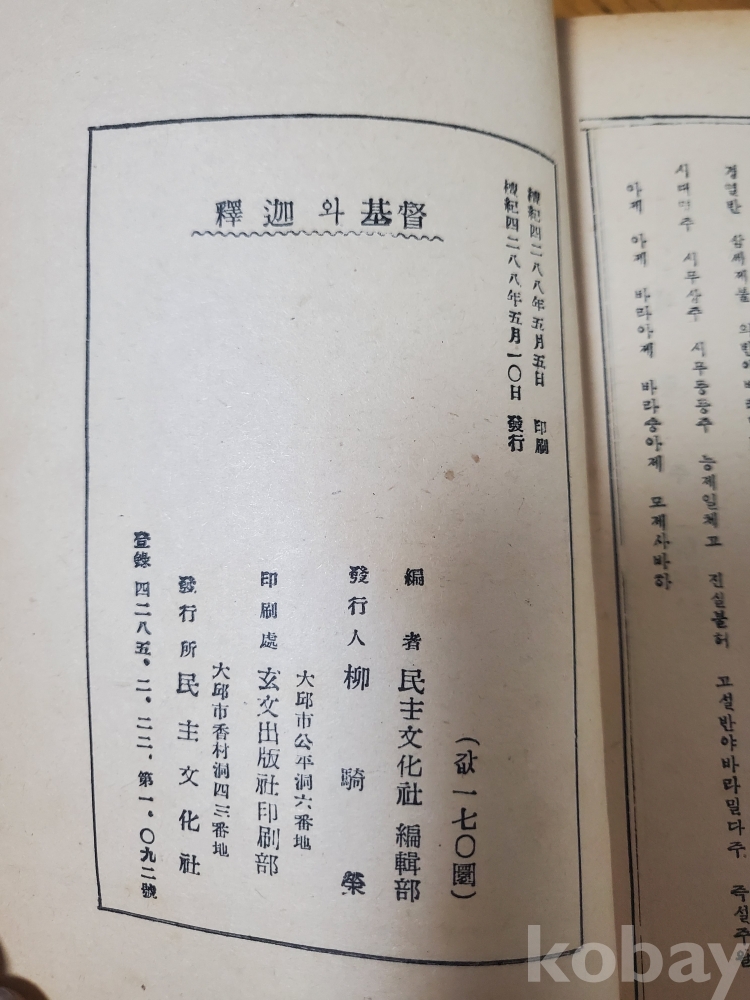 삼세제불
시무상주 시무등등주 능제일체고 진실불허 고설반야바라밀다주 즉설주왈
아제 아제 바라아제 바라승아제 모제사바하
釋迦와 基督
檀紀四二八八年五月五日 印刷
檀紀四二八八年五月一〇日 發行
(값 一七〇圜)
編者 民主文化社 編輯部
發行人 柳騎榮
大邱市公平洞六番地
印刷處 玄文出版社印刷部
大邱市香村洞四三番地
發行所 民主文化社
登錄 四二八五. 二. 二二. 第一. 〇九二號
kobay